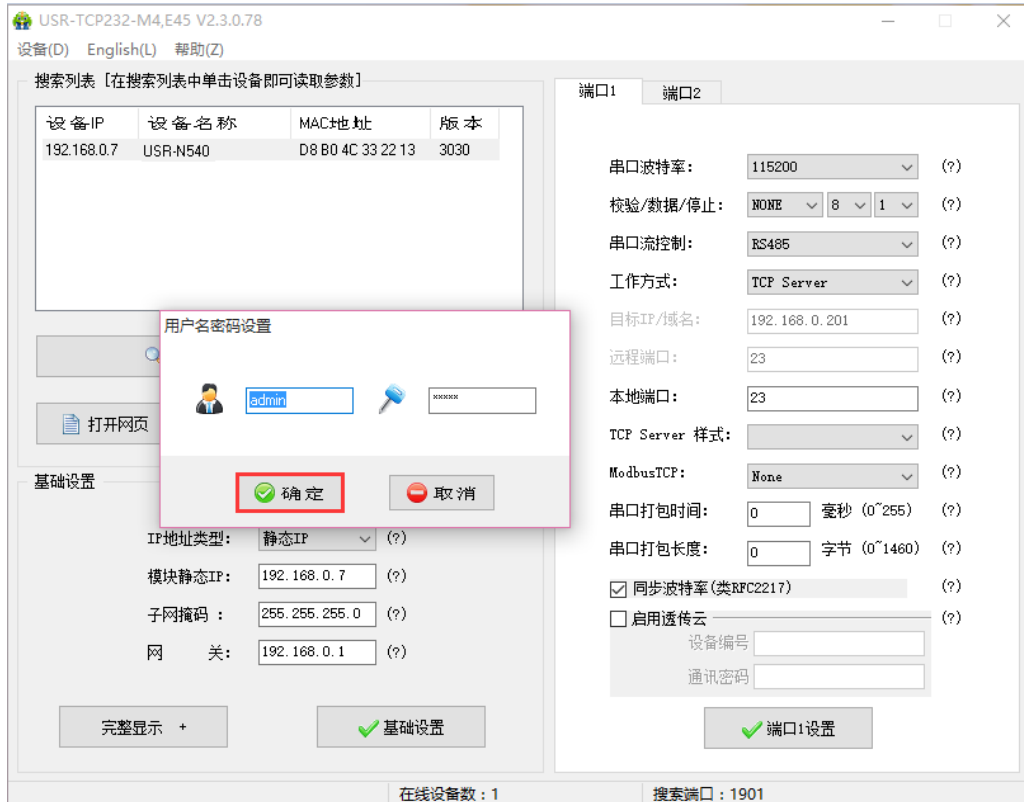 USR-TCP232-M4,E45 V2.3.0.78
设备(D) English(L) 帮助(Z)
搜索列表 [在搜索列表中单击设备即可读取参数]
设备IP 设备名称 MAC地址 版本
192.168.0.7 USR-N540 D8 B0 4C 33 22 13 3030
用户名密码设置
admin *****
确定 取消
打开网页
基础设置
IP地址类型: 静态IP (?)
模块静态IP: 192.168.0.7 (?)
子网掩码 : 255.255.255.0 (?)
网 关: 192.168.0.1 (?)
完整显示 + 基础设置
端口1 端口2
串口波特率: 115200 (?)
校验/数据/停止: NONE 8 1 (?)
串口流控制: RS485 (?)
工作方式: TCP Server (?)
目标IP/域名: 192.168.0.201 (?)
远程端口: 23 (?)
本地端口: 23 (?)
TCP Server 样式: (?)
ModbusTCP: None (?)
串口打包时间: 0 毫秒 (0~255) (?)
串口打包长度: 0 字节 (0~1460) (?)
同步波特率(类RFC2217) (?)
启用透传云 (?)
设备编号
通讯密码
端口1设置
在线设备数：1 搜索端口：1901